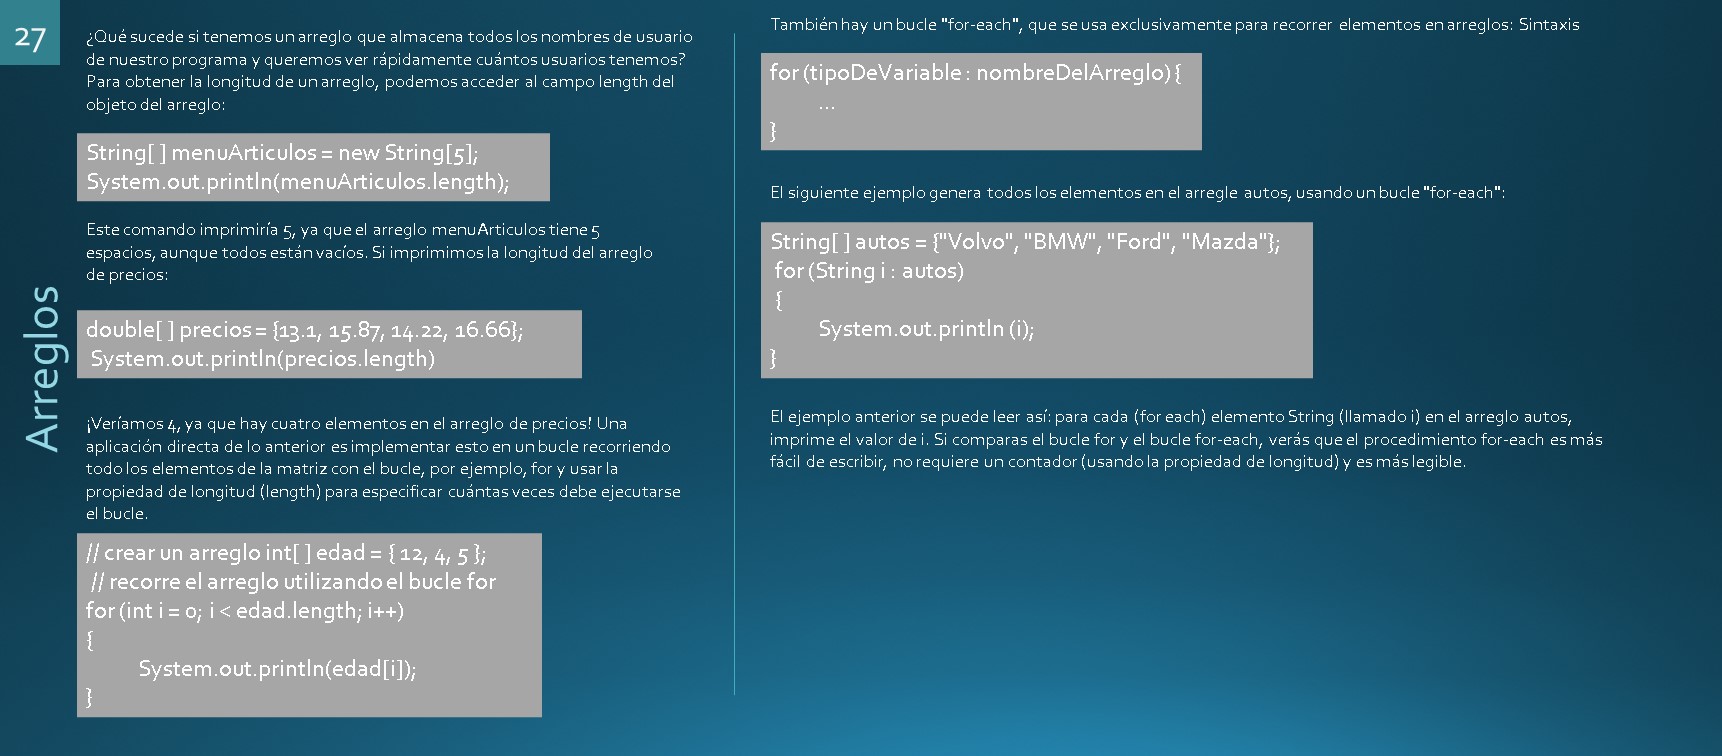 27
Arreglos
¿Qué sucede si tenemos un arreglo que almacena todos los nombres de usuario
de nuestro programa y queremos ver rápidamente cuántos usuarios tenemos?
Para obtener la longitud de un arreglo, podemos acceder al campo length del
objeto del arreglo:
String[ ] menuArticulos = new String[5];
System.out.println(menuArticulos.length);
Este comando imprimiría 5, ya que el arreglo menuArticulos tiene 5
espacios, aunque todos están vacíos. Si imprimimos la longitud del arreglo
de precios:
double[ ] precios = {13.1, 15.87, 14.22, 16.66};
System.out.println(precios.length)
¡Veríamos 4, ya que hay cuatro elementos en el arreglo de precios! Una
aplicación directa de lo anterior es implementar esto en un bucle recorriendo
todo los elementos de la matriz con el bucle, por ejemplo, for y usar la
propiedad de longitud (length) para especificar cuántas veces debe ejecutarse
el bucle.
// crear un arreglo int[ ] edad = { 12, 4, 5 };
// recorre el arreglo utilizando el bucle for
for (int i = 0; i < edad.length; i++)
{
System.out.println(edad[i]);
}
También hay un bucle "for-each", que se usa exclusivamente para recorrer elementos en arreglos: Sintaxis
for (tipoDeVariable : nombreDelArreglo) {
...
}
El siguiente ejemplo genera todos los elementos en el arregle autos, usando un bucle "for-each":
String[ ] autos = {"Volvo", "BMW", "Ford", "Mazda"};
for (String i : autos)
{
System.out.println (i);
}
El ejemplo anterior se puede leer así: para cada (for each) elemento String (llamado i) en el arreglo autos,
imprime el valor de i. Si comparas el bucle for y el bucle for-each, verás que el procedimiento for-each es más
fácil de escribir, no requiere un contador (usando la propiedad de longitud) y es más legible.